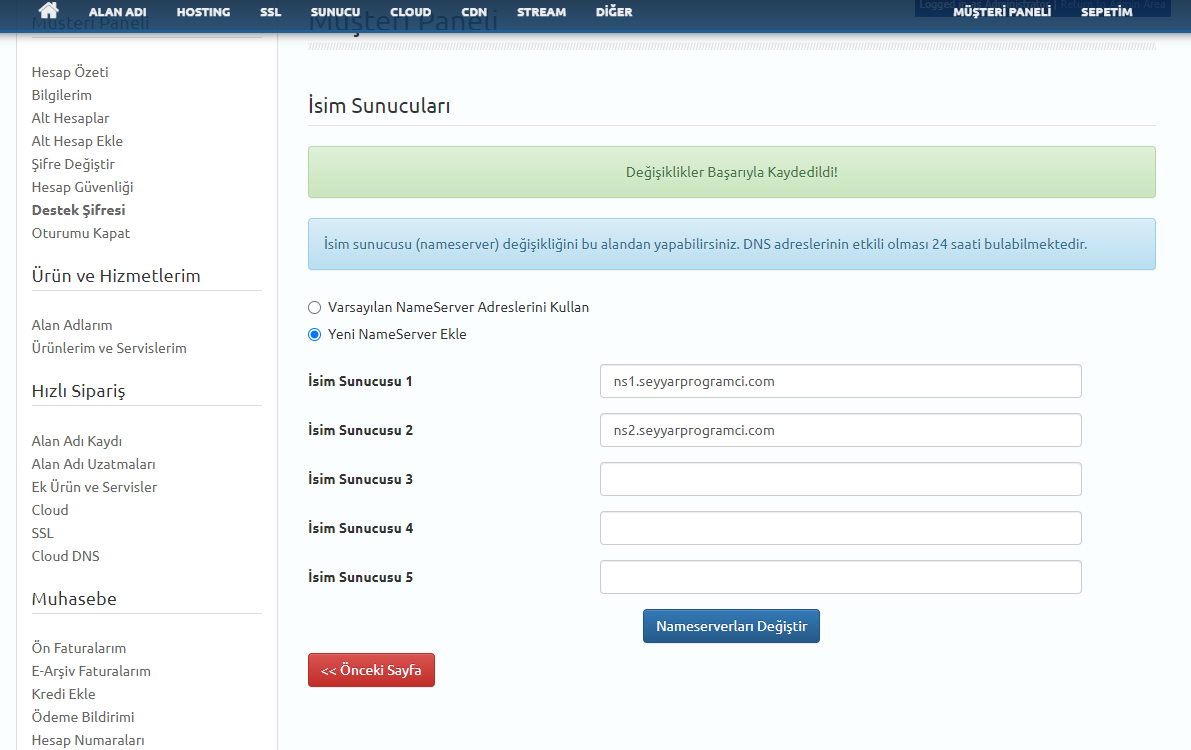 ALAN ADI HOSTING SSL SUNUCU CLOUD CDN STREAM DİĞER MÜŞTERİ PANELİ SEPETİM
Müşteri Paneli
Müşteri Paneli
Hesap Özeti
Bilgilerim
Alt Hesaplar
Alt Hesap Ekle
Şifre Değiştir
Hesap Güvenliği
Destek Şifresi
Oturumu Kapat
Ürün ve Hizmetlerim
Alan Adlarım
Ürünlerim ve Servislerim
Hızlı Sipariş
Alan Adı Kaydı
Alan Adı Uzatmaları
Ek Ürün ve Servisler
Cloud
SSL
Cloud DNS
Muhasebe
Ön Faturalarım
E-Arşiv Faturalarım
Kredi Ekle
Ödeme Bildirimi
Hesap Numaraları
İsim Sunucuları
Değişiklikler Başarıyla Kaydedildi!
İsim sunucusu (nameserver) değişikliğini bu alandan yapabilirsiniz. DNS adreslerinin etkili olması 24 saati bulabilmektedir.
Varsayılan NameServer Adreslerini Kullan
Yeni NameServer Ekle
İsim Sunucusu 1 ns1.seyyarprogramci.com
İsim Sunucusu 2 ns2.seyyarprogramci.com
İsim Sunucusu 3
İsim Sunucusu 4
İsim Sunucusu 5
Nameserverları Değiştir
<< Önceki Sayfa